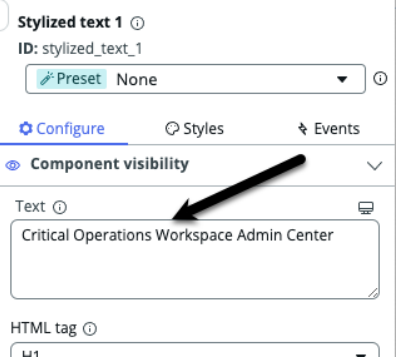 Stylized text 1
ID: stylized_text_1
Preset None
Configure Styles Events
Component visibility
Text
Critical Operations Workspace Admin Center
HTML tag
H1